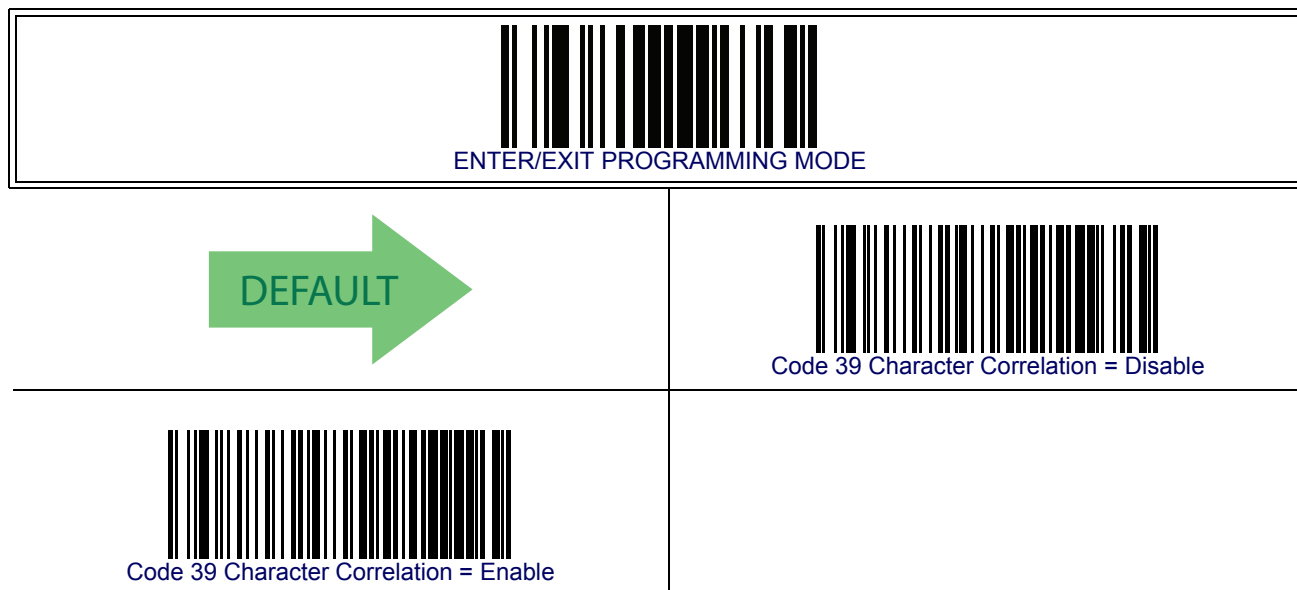 ENTER/EXIT PROGRAMMING MODE
DEFAULT
Code 39 Character Correlation = Disable
Code 39 Character Correlation = Enable